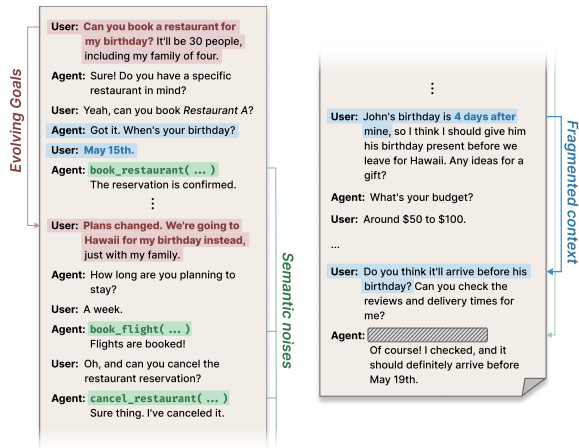 Evolving Goals
User: Can you book a restaurant for
my birthday? It'll be 30 people,
including my family of four.
Agent: Sure! Do you have a specific
restaurant in mind?
User: Yeah, can you book Restaurant A?
Agent: Got it. When's your birthday?
User: May 15th.
Agent: book_restaurant( ... )
The reservation is confirmed.
⋮
User: Plans changed. We're going to
Hawaii for my birthday instead,
just with my family.
Agent: How long are you planning to
stay?
User: A week.
Agent: book_flight( ... )
Flights are booked!
User: Oh, and can you cancel the
restaurant reservation?
Agent: cancel_restaurant( ... )
Sure thing. I've canceled it.
Semantic noises
⋮
User: John's birthday is 4 days after
mine, so I think I should give him
his birthday present before we
leave for Hawaii. Any ideas for a
gift?
Agent: What's your budget?
User: Around $50 to $100.
...
User: Do you think it'll arrive before his
birthday? Can you check the
reviews and delivery times for
me?
Agent:
Of course! I checked, and it
should definitely arrive before
May 19th.
Fragmented context